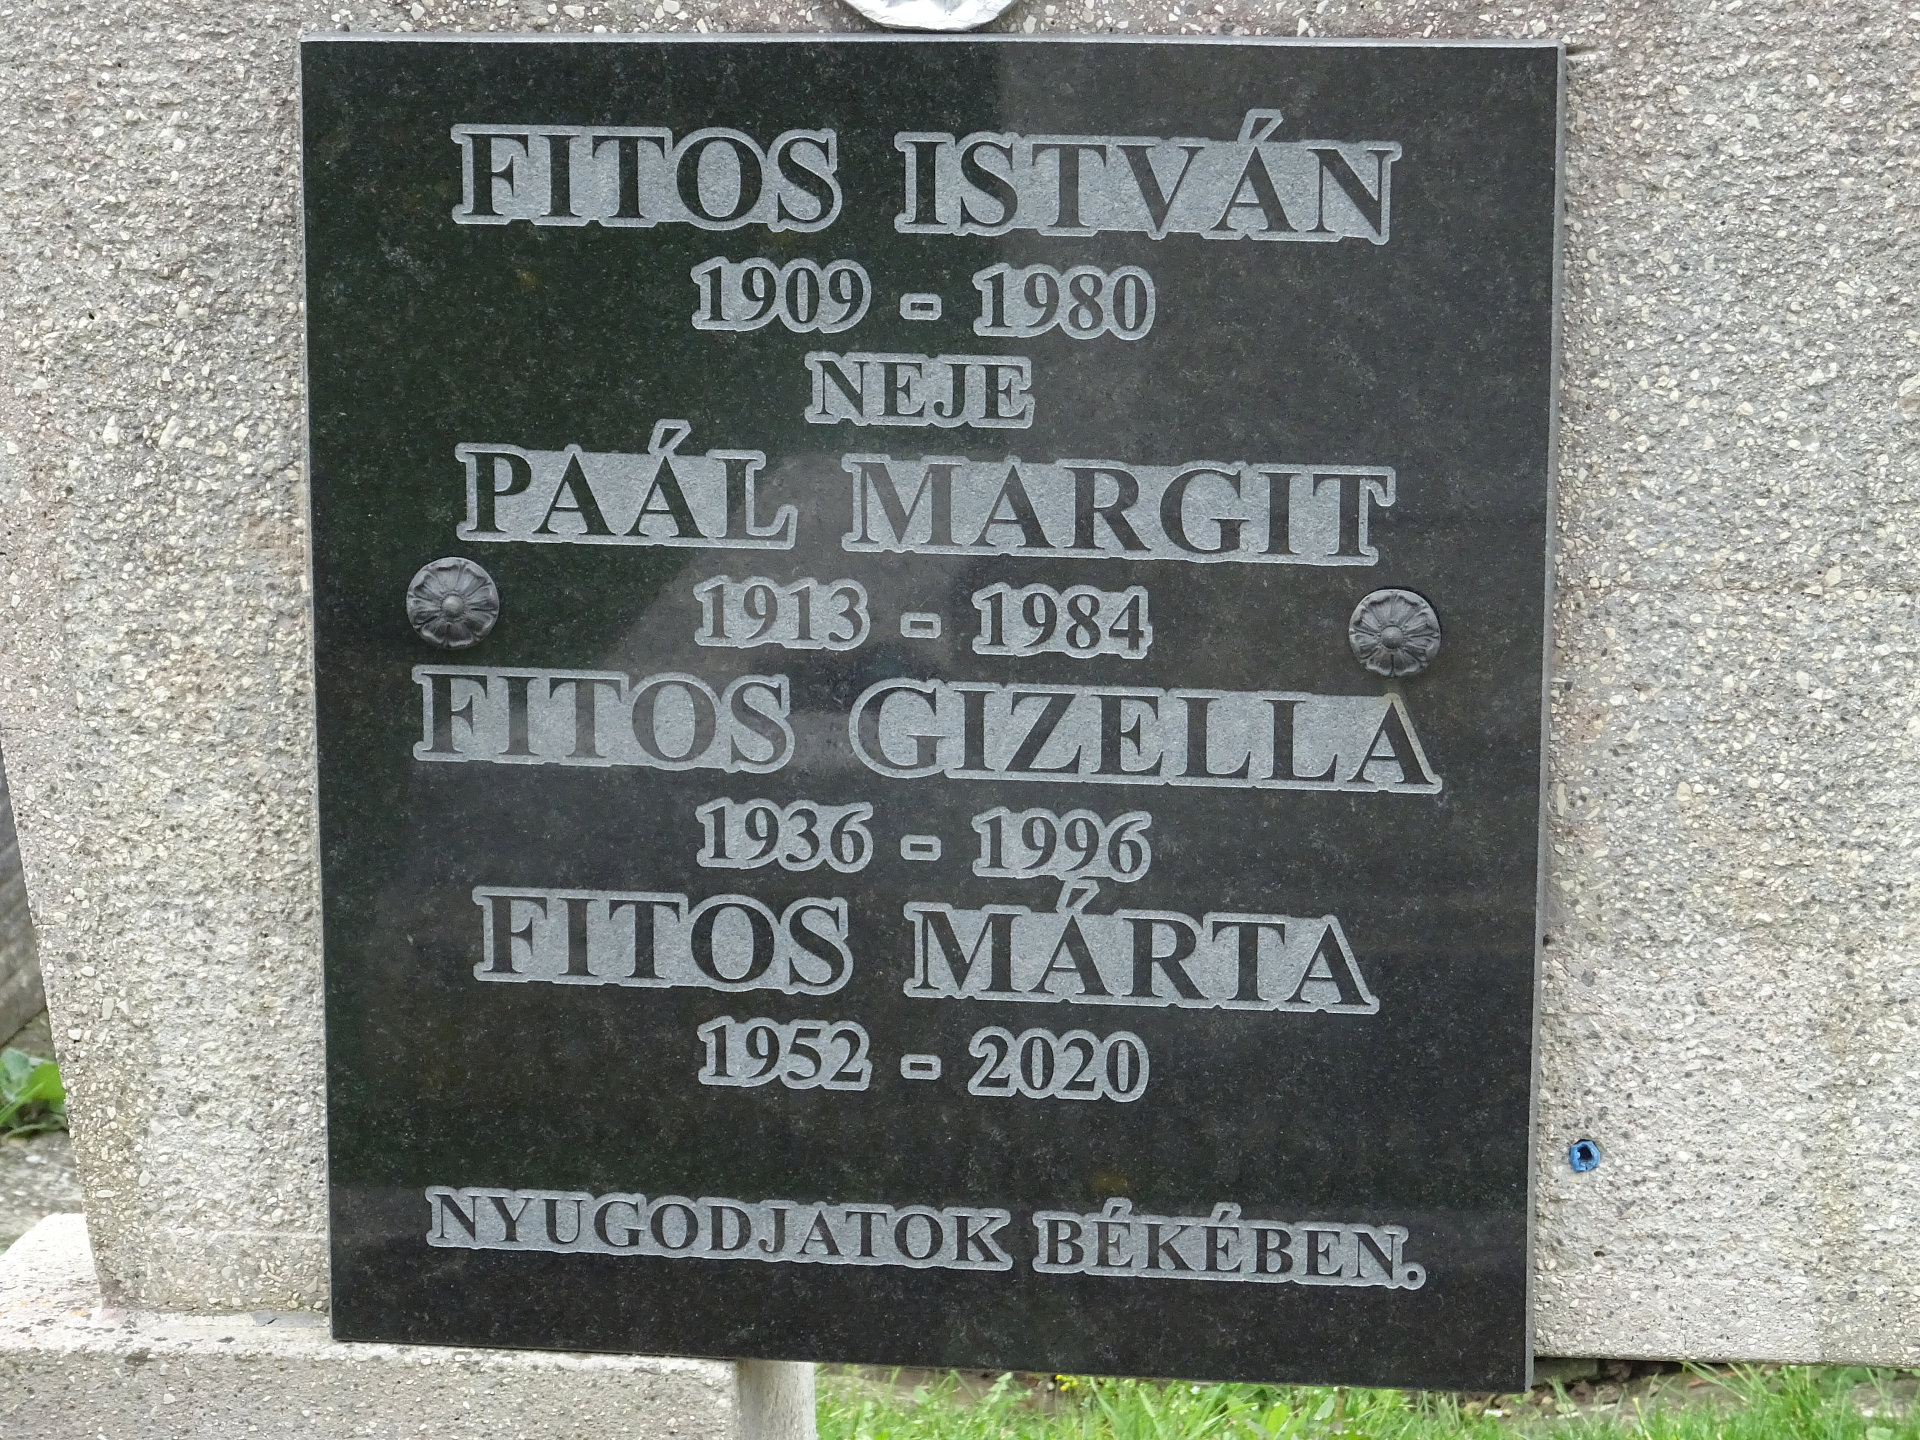 FITOS ISTVÁN
1909 - 1980
NEJE
PAÁL MARGIT
1913 - 1984
FITOS GIZELLA
1936 - 1996
FITOS MÁRTA
1952 - 2020
NYUGODJATOK BÉKÉBEN.